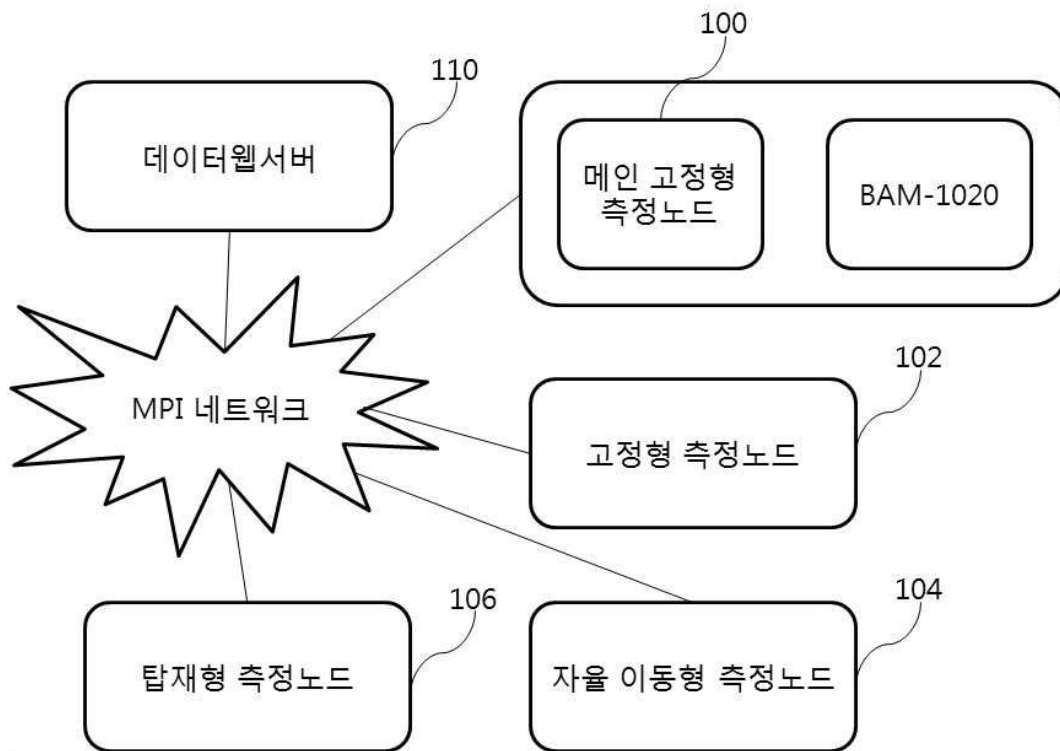 100
110
데이터웹서버
메인 고정형
측정노드
BAM-1020
102
MPI 네트워크
고정형 측정노드
106
104
탑재형 측정노드
자율 이동형 측정노드